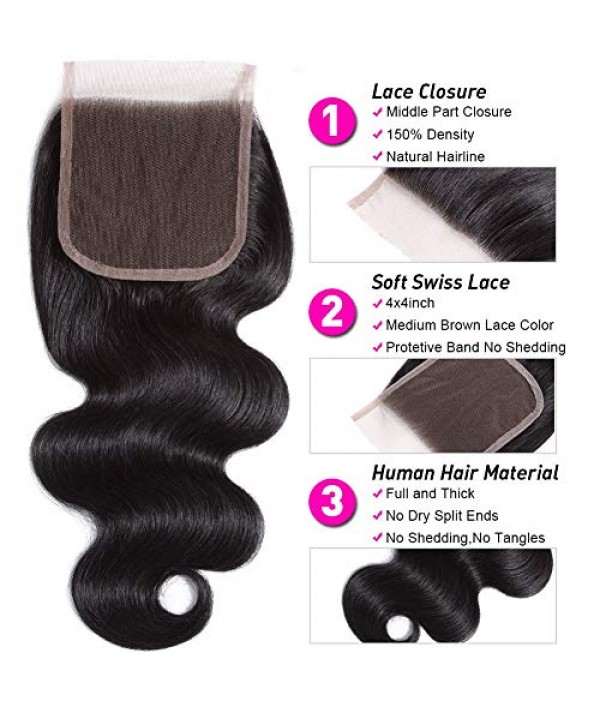 Lace Closure
1
✓ Middle Part Closure
✓ 150% Density
✓ Natural Hairline
Soft Swiss Lace
2
✓ 4x4inch
✓ Medium Brown Lace Color
✓ Protetive Band No Shedding
Human Hair Material
3
✓ Full and Thick
✓ No Dry Split Ends
✓ No Shedding,No Tangles